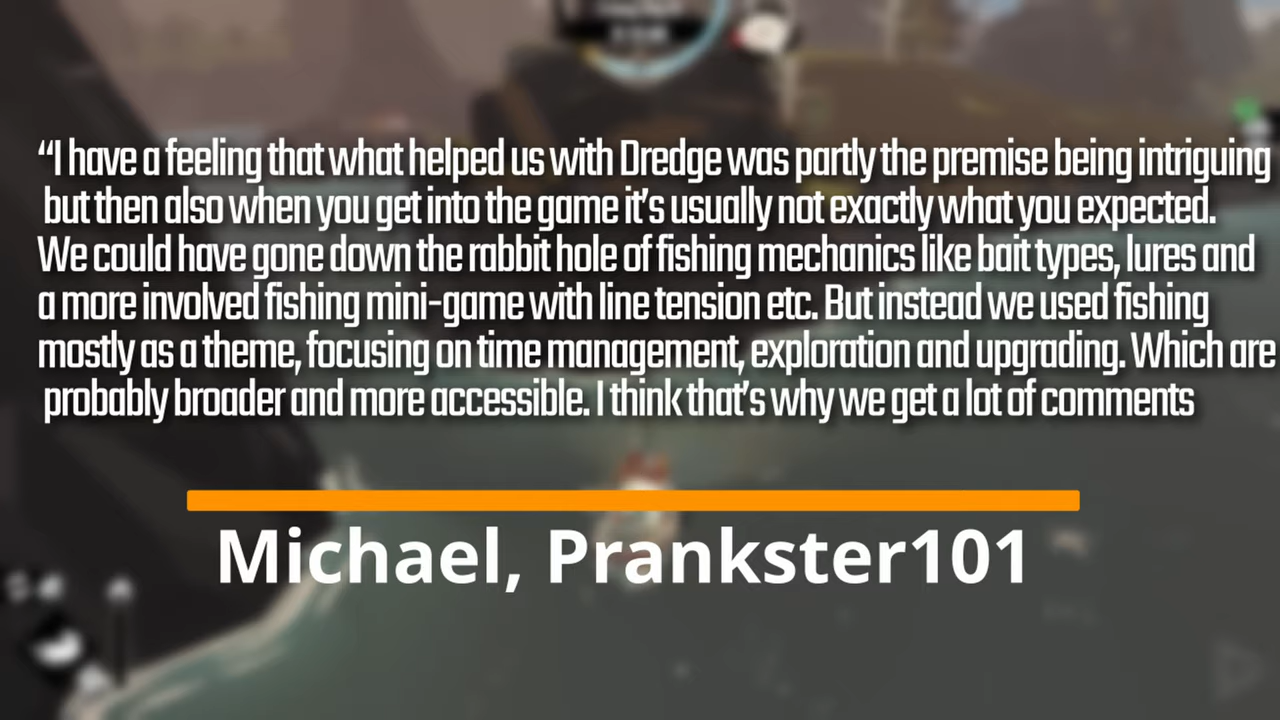 “I have a feeling that what helped us with Dredge was partly the premise being intriguing
but then also when you get into the game it’s usually not exactly what you expected.
We could have gone down the rabbit hole of fishing mechanics like bait types, lures and
a more involved fishing mini-game with line tension etc. But instead we used fishing
mostly as a theme, focusing on time management, exploration and upgrading. Which are
probably broader and more accessible. I think that’s why we get a lot of comments
Michael, Prankster101